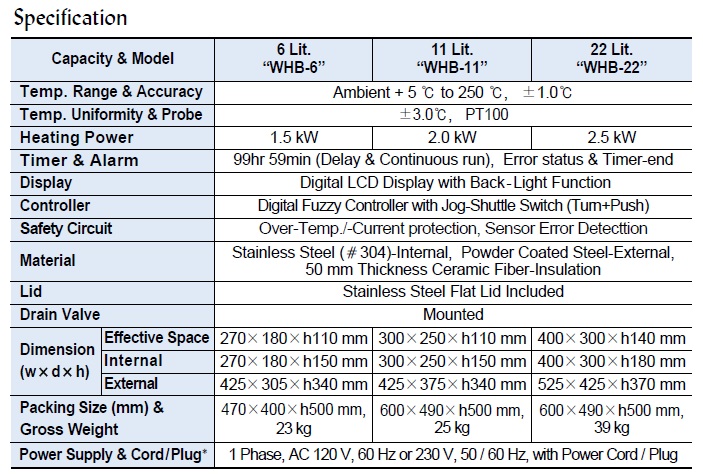 Specification
Capacity & Model 6 Lit. 11 Lit. 22 Lit.
"WHB-6" "WHB-11" "WHB-22"
Temp. Range & Accuracy Ambient + 5 ℃ to 250 ℃, ±1.0℃
Temp. Uniformity & Probe ±3.0℃, PT100
Heating Power 1.5 kW 2.0 kW 2.5 kW
Timer & Alarm 99hr 59min (Delay & Continuous run), Error status & Timer-end
Display Digital LCD Display with Back-Light Function
Controller Digital Fuzzy Controller with Jog-Shuttle Switch (Turn+Push)
Safety Circuit Over-Temp./-Current protection, Sensor Error Detecttion
Material Stainless Steel (#304)-Internal, Powder Coated Steel-External,
50 mm Thickness Ceramic Fiber-Insulation
Lid Stainless Steel Flat Lid Included
Drain Valve Mounted
Dimension (w×d×h) Effective Space 270×180×h110 mm 300×250×h110 mm 400×300×h140 mm
Internal 270×180×h150 mm 300×250×h150 mm 400×300×h180 mm
External 425×305×h340 mm 425×375×h340 mm 525×425×h370 mm
Packing Size (mm) & 470×400×h500 mm, 600×490×h500 mm, 600×490×h500 mm,
Gross Weight 23 kg 25 kg 39 kg
Power Supply & Cord/Plug* 1 Phase, AC 120 V, 60 Hz or 230 V, 50 / 60 Hz, with Power Cord / Plug